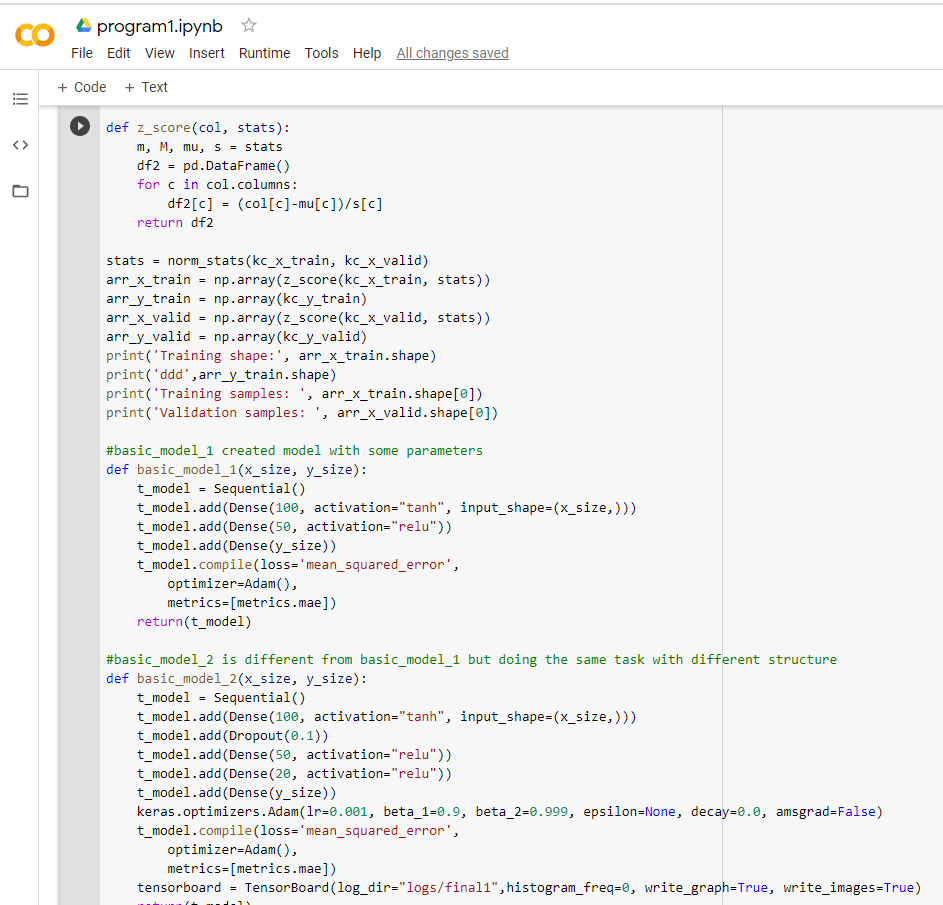 program1.ipynb
File Edit View Insert Runtime Tools Help All changes saved
+ Code + Text
def z_score(col, stats):
    m, M, mu, s = stats
    df2 = pd.DataFrame()
    for c in col.columns:
        df2[c] = (col[c]-mu[c])/s[c]
    return df2

stats = norm_stats(kc_x_train, kc_x_valid)
arr_x_train = np.array(z_score(kc_x_train, stats))
arr_y_train = np.array(kc_y_train)
arr_x_valid = np.array(z_score(kc_x_valid, stats))
arr_y_valid = np.array(kc_y_valid)
print('Training shape:', arr_x_train.shape)
print('ddd',arr_y_train.shape)
print('Training samples: ', arr_x_train.shape[0])
print('Validation samples: ', arr_x_valid.shape[0])

#basic_model_1 created model with some parameters
def basic_model_1(x_size, y_size):
    t_model = Sequential()
    t_model.add(Dense(100, activation="tanh", input_shape=(x_size,)))
    t_model.add(Dense(50, activation="relu"))
    t_model.add(Dense(y_size))
    t_model.compile(loss='mean_squared_error',
        optimizer=Adam(),
        metrics=[metrics.mae])
    return(t_model)

#basic_model_2 is different from basic_model_1 but doing the same task with different structure
def basic_model_2(x_size, y_size):
    t_model = Sequential()
    t_model.add(Dense(100, activation="tanh", input_shape=(x_size,)))
    t_model.add(Dropout(0.1))
    t_model.add(Dense(50, activation="relu"))
    t_model.add(Dense(20, activation="relu"))
    t_model.add(Dense(y_size))
    keras.optimizers.Adam(lr=0.001, beta_1=0.9, beta_2=0.999, epsilon=None, decay=0.0, amsgrad=False)
    t_model.compile(loss='mean_squared_error',
        optimizer=Adam(),
        metrics=[metrics.mae])
    tensorboard = TensorBoard(log_dir="logs/final1",histogram_freq=0, write_graph=True, write_images=True)
    return(t_model)